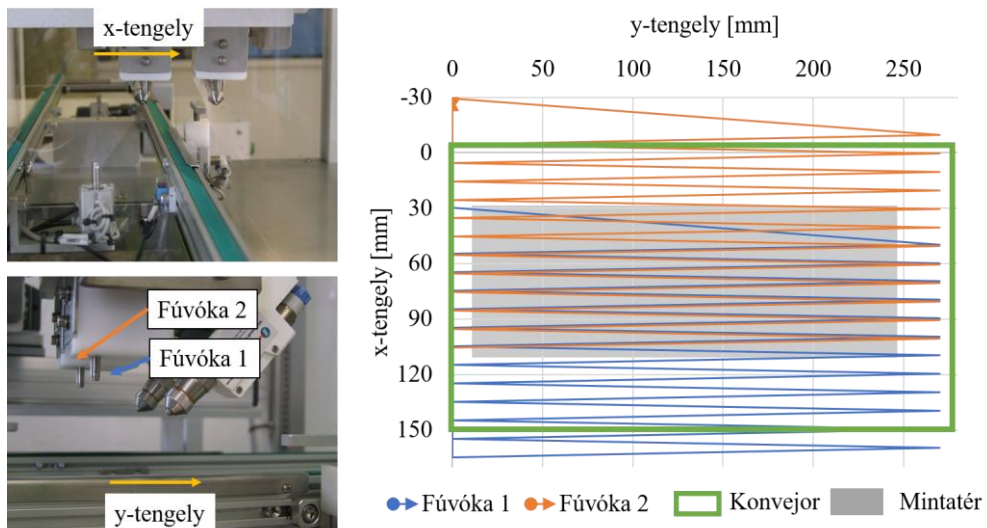 x-tengely
Fúvóka 2
Fúvóka 1
y-tengely
y-tengely [mm]
0 50 100 150 200 250
-30
0
30
60
90
120
150
x-tengely [mm]
Fúvóka 1 Fúvóka 2 Konvejor Mintatér